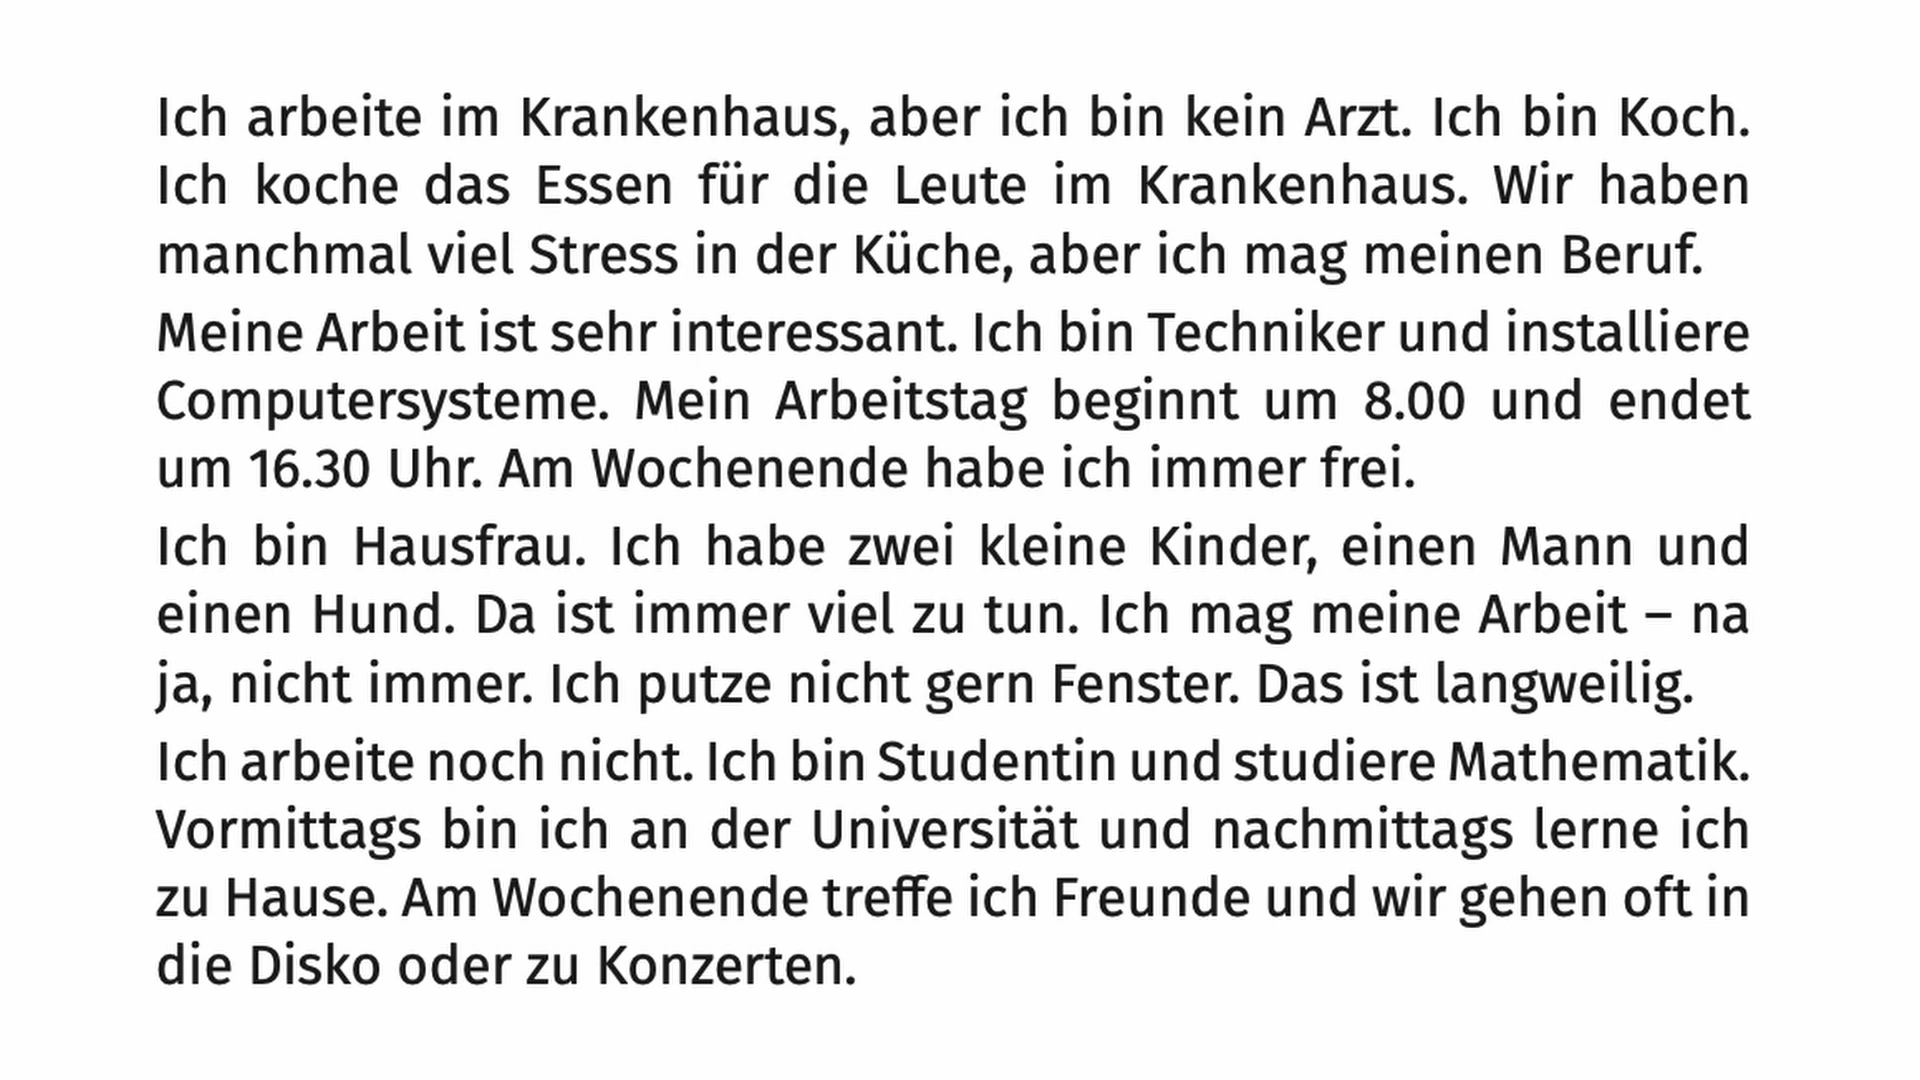 Ich arbeite im Krankenhaus, aber ich bin kein Arzt. Ich bin Koch.
Ich koche das Essen für die Leute im Krankenhaus. Wir haben
manchmal viel Stress in der Küche, aber ich mag meinen Beruf.
Meine Arbeit ist sehr interessant. Ich bin Techniker und installiere
Computersysteme. Mein Arbeitstag beginnt um 8.00 und endet
um 16.30 Uhr. Am Wochenende habe ich immer frei.
Ich bin Hausfrau. Ich habe zwei kleine Kinder, einen Mann und
einen Hund. Da ist immer viel zu tun. Ich mag meine Arbeit – na
ja, nicht immer. Ich putze nicht gern Fenster. Das ist langweilig.
Ich arbeite noch nicht. Ich bin Studentin und studiere Mathematik.
Vormittags bin ich an der Universität und nachmittags lerne ich
zu Hause. Am Wochenende treffe ich Freunde und wir gehen oft in
die Disko oder zu Konzerten.